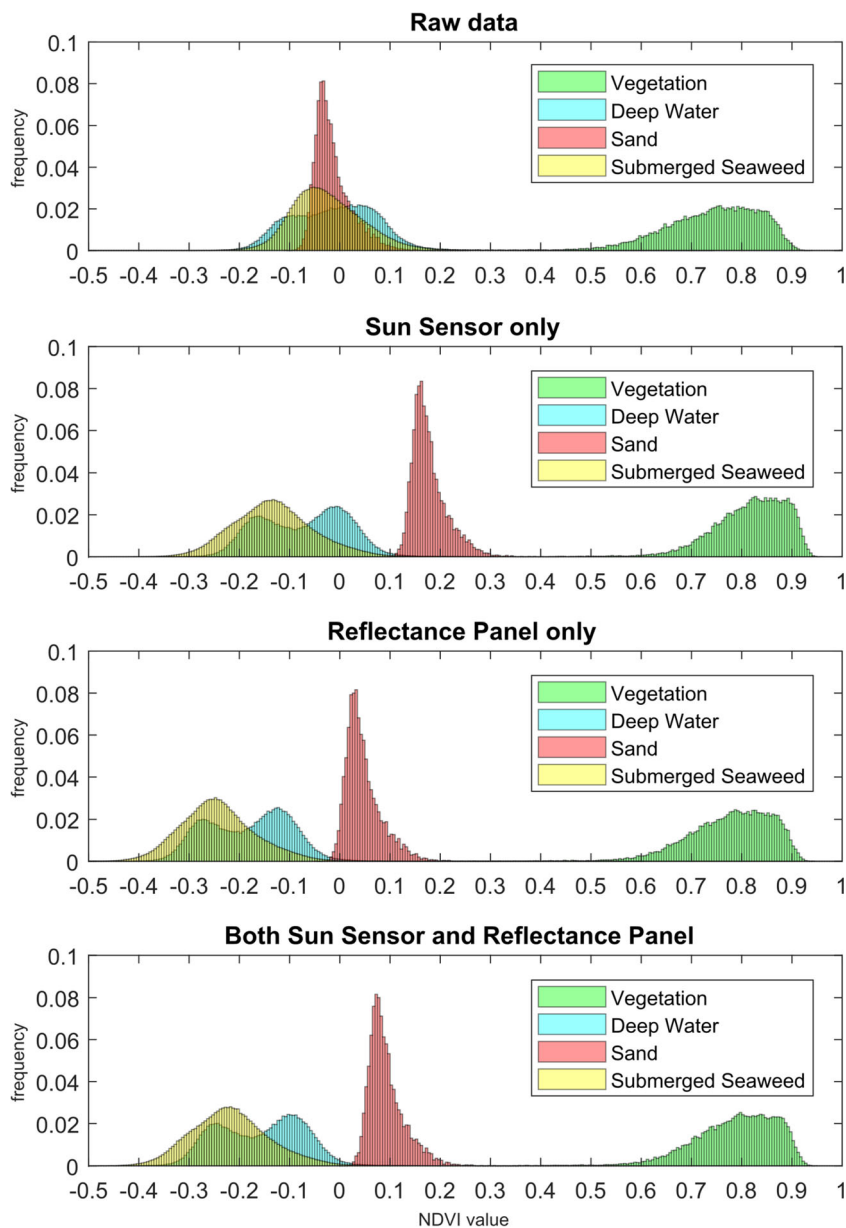 Raw data
0.1
0.08
0.06
0.04
0.02
0
frequency
Vegetation
Deep Water
Sand
Submerged Seaweed
-0.5 -0.4 -0.3 -0.2 -0.1 0 0.1 0.2 0.3 0.4 0.5 0.6 0.7 0.8 0.9 1
Sun Sensor only
0.1
0.08
0.06
0.04
0.02
0
frequency
Vegetation
Deep Water
Sand
Submerged Seaweed
-0.5 -0.4 -0.3 -0.2 -0.1 0 0.1 0.2 0.3 0.4 0.5 0.6 0.7 0.8 0.9 1
Reflectance Panel only
0.1
0.08
0.06
0.04
0.02
0
frequency
Vegetation
Deep Water
Sand
Submerged Seaweed
-0.5 -0.4 -0.3 -0.2 -0.1 0 0.1 0.2 0.3 0.4 0.5 0.6 0.7 0.8 0.9 1
Both Sun Sensor and Reflectance Panel
0.1
0.08
0.06
0.04
0.02
0
frequency
Vegetation
Deep Water
Sand
Submerged Seaweed
-0.5 -0.4 -0.3 -0.2 -0.1 0 0.1 0.2 0.3 0.4 0.5 0.6 0.7 0.8 0.9 1
NDVI value